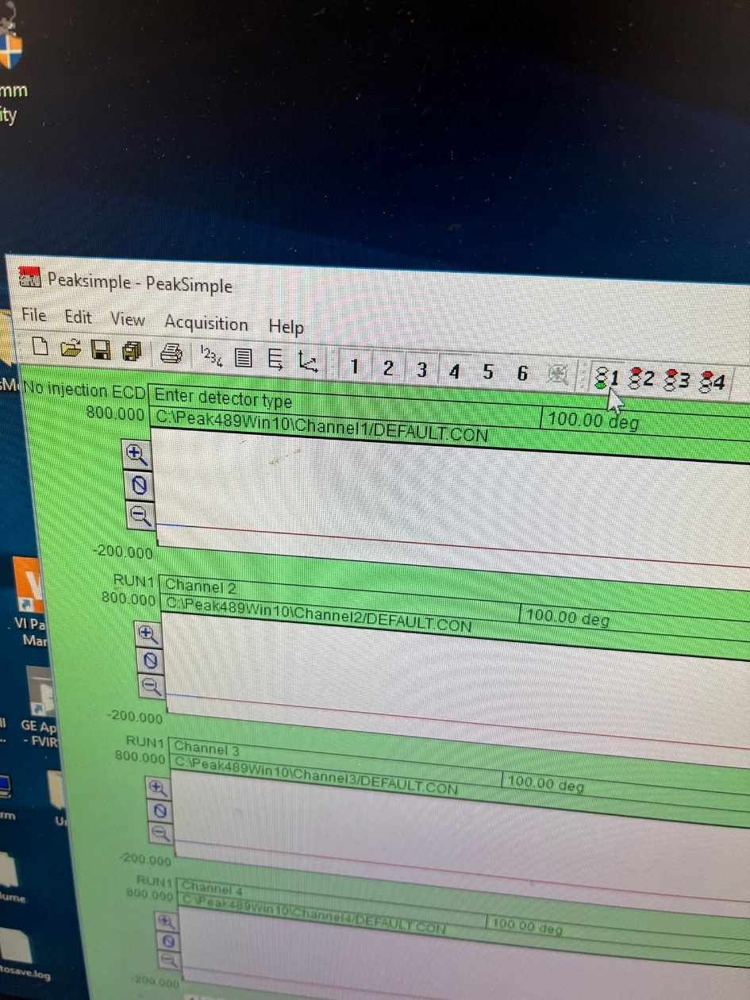 mm
ity
Peaksimple - PeakSimple
File Edit View Acquisition Help
1234 1 2 3 4 5 6 1 2 3 4
No injection ECD Enter detector type 100.00 deg
800.000 C:\Peak489Win10\Channel1/DEFAULT.CON
-200.000
RUN1 Channel 2 100.00 deg
800.000 C:\Peak489Win10\Channel2/DEFAULT.CON
-200.000
VI Pa
Mar
RUN1 Channel 3 100.00 deg
800.000 C:\Peak489Win10\Channel3/DEFAULT.CON
-200.000
GE Ap
- FVIR
rm
RUN1 Channel 4 100.00 deg
800.000 C:\Peak489Win10\Channel4/DEFAULT.CON
-200.000
lume
tosave.log